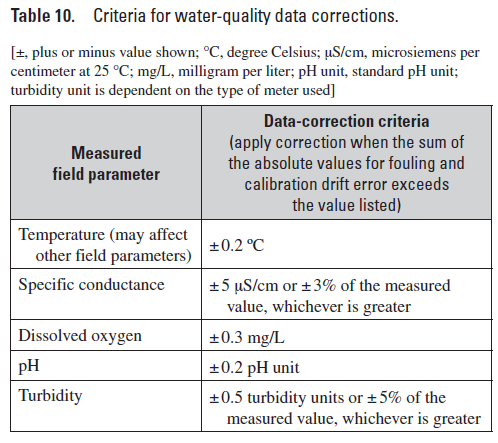 Table 10. Criteria for water-quality data corrections.
[±, plus or minus value shown; °C, degree Celsius; µS/cm, microsiemens per
centimeter at 25 °C; mg/L, milligram per liter; pH unit, standard pH unit;
turbidity unit is dependent on the type of meter used]
Measured
field parameter
Data-correction criteria
(apply correction when the sum of
the absolute values for fouling and
calibration drift error exceeds
the value listed)
Temperature (may affect
other field parameters)
±0.2 °C
Specific conductance
±5 µS/cm or ±3% of the measured
value, whichever is greater
Dissolved oxygen
±0.3 mg/L
pH
±0.2 pH unit
Turbidity
±0.5 turbidity units or ±5% of the
measured value, whichever is greater